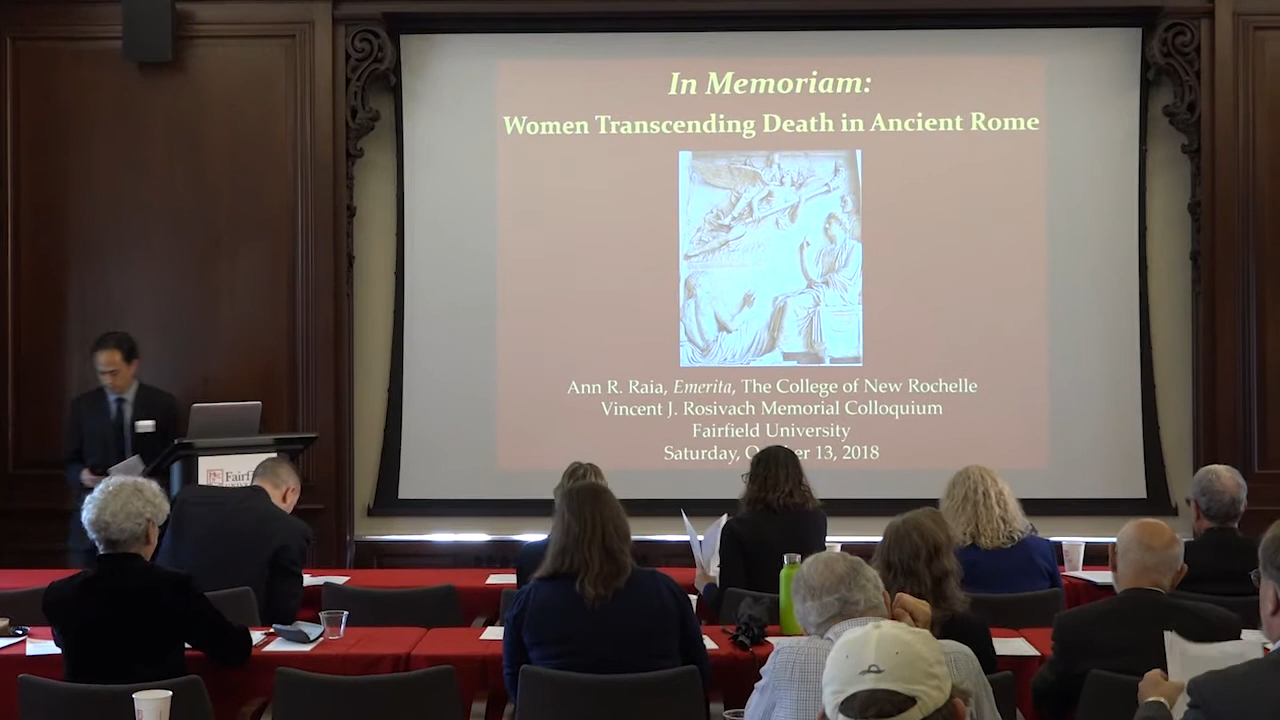 In Memoriam:
Women Transcending Death in Ancient Rome
Ann R. Raia, Emerita, The College of New Rochelle
Vincent J. Rosivach Memorial Colloquium
Fairfield University
Saturday, 13, 2018